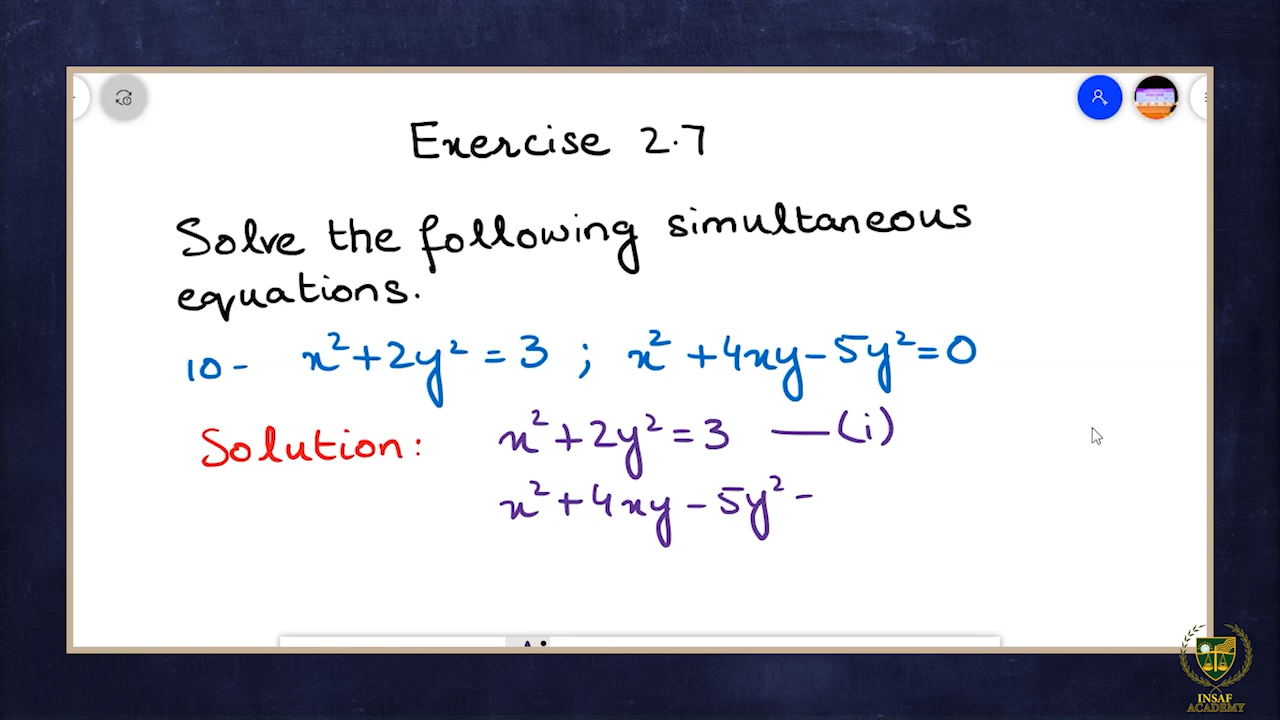 Exercise 2.7
Solve the following simultaneous
equations.
10- x²+2y² = 3 ; x² +4xy-5y²=0
Solution: x²+2y²=3 —(i)
x²+4xy-5y² -
INSAF
ACADEMY